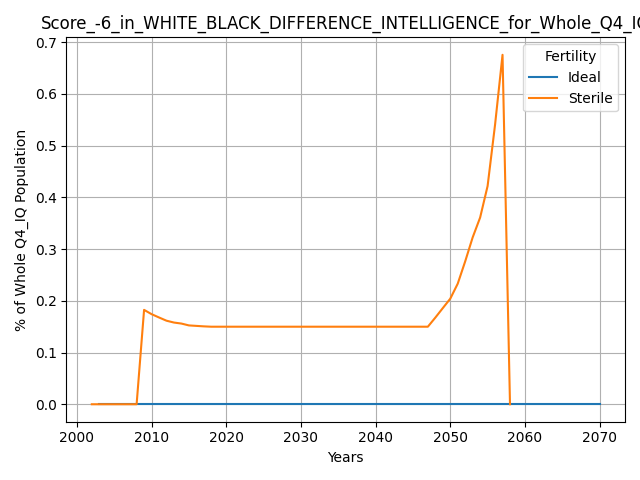 Score_-6_in_WHITE_BLACK_DIFFERENCE_INTELLIGENCE_for_Whole_Q4_IQ
0.7
0.6
0.5
0.4
0.3
0.2
0.1
0.0
% of Whole Q4_IQ Population
Fertility
Ideal
Sterile
2000 2010 2020 2030 2040 2050 2060 2070
Years